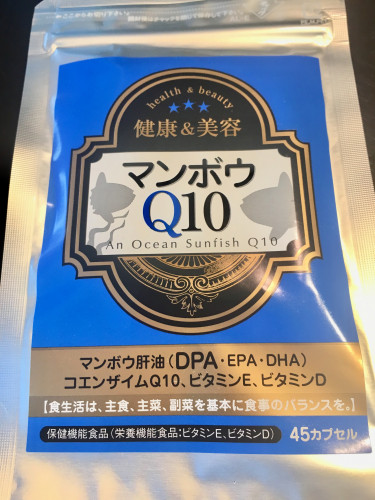 health & beauty
健康&美容
マンボウ
Q10
An Ocean Sunfish Q10
マンボウ肝油(DPA・EPA・DHA)
コエンザイムQ10、ビタミンE、ビタミンD
【食生活は、主食、主菜、副菜を基本に食事のバランスを。】
保健機能食品(栄養機能食品:ビタミンE、ビタミンD) 45カプセル